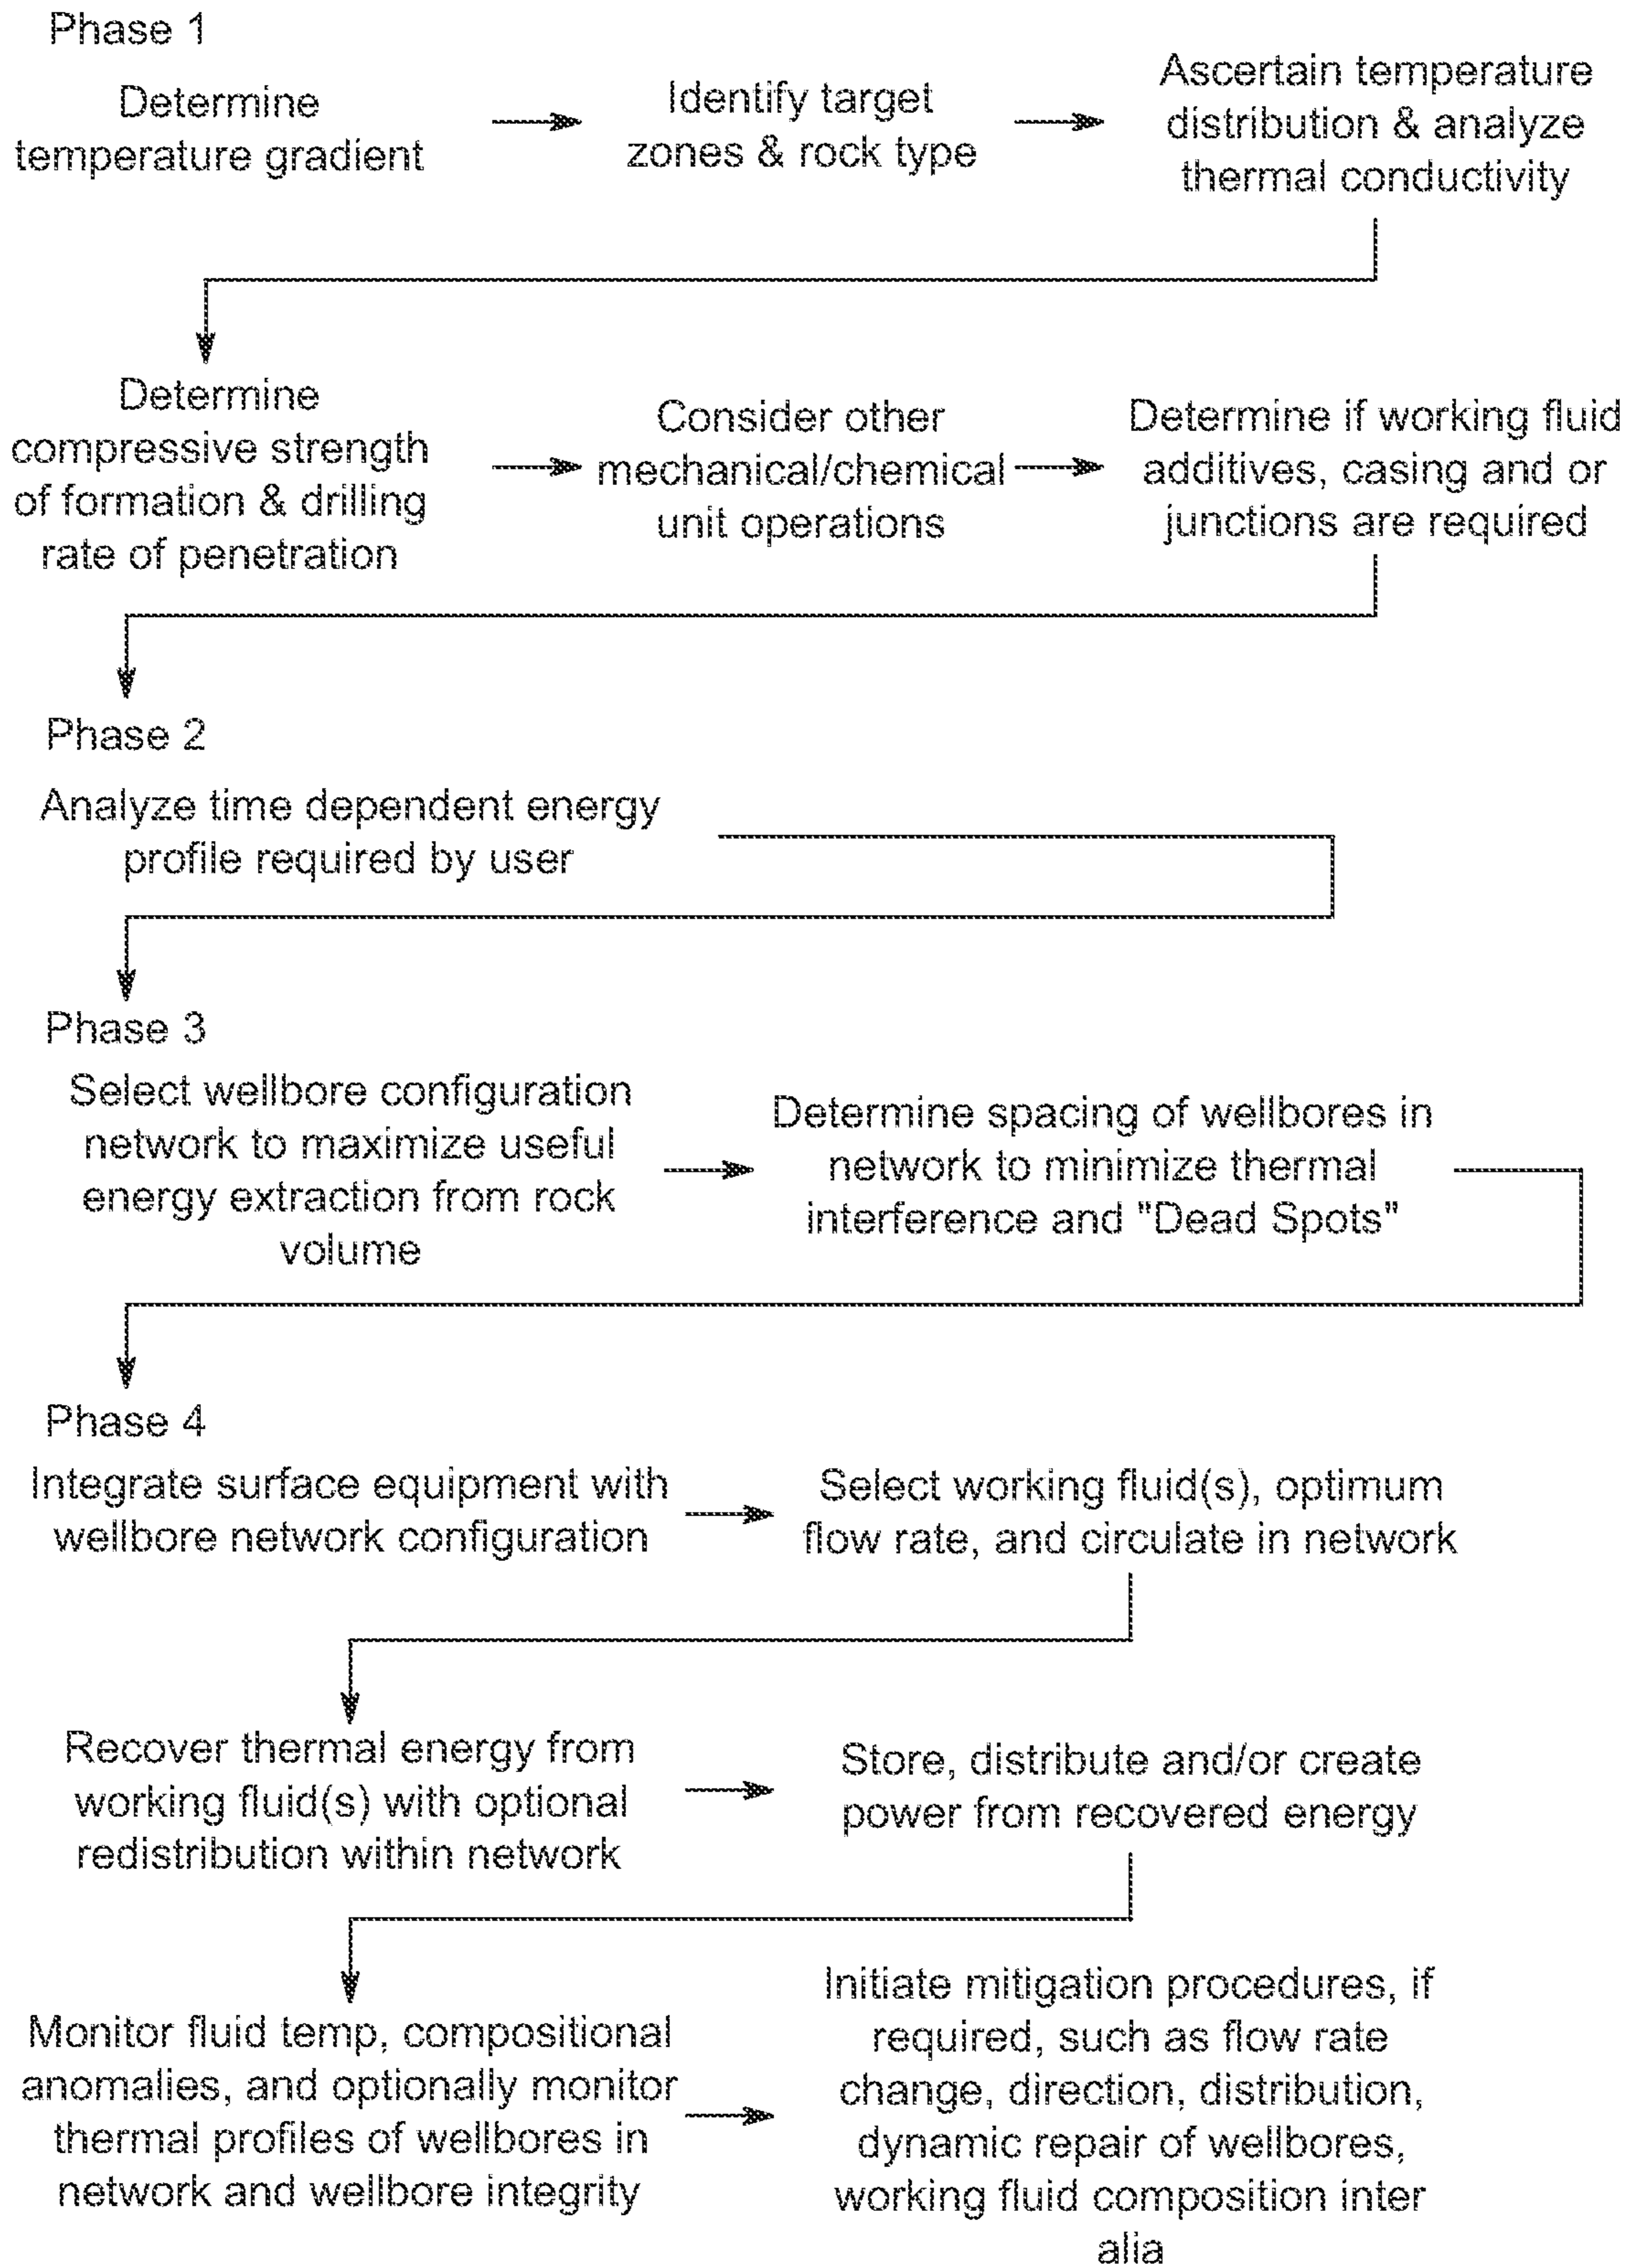 Phase 1
Determine
temperature gradient
Identify target
zones & rock type
Ascertain temperature
distribution & analyze
thermal conductivity
Determine
compressive strength
of formation & drilling
rate of penetration
Consider other
mechanical/chemical
unit operations
Determine if working fluid
additives, casing and or
junctions are required
Phase 2
Analyze time dependent energy
profile required by user
Phase 3
Select wellbore configuration
network to maximize useful
energy extraction from rock
volume
Determine spacing of wellbores in
network to minimize thermal
interference and "Dead Spots"
Phase 4
Integrate surface equipment with
wellbore network configuration
Select working fluid(s), optimum
flow rate, and circulate in network
Recover thermal energy from
working fluid(s) with optional
redistribution within network
Store, distribute and/or create
power from recovered energy
Monitor fluid temp, compositional
anomalies, and optionally monitor
thermal profiles of wellbores in
network and wellbore integrity
Initiate mitigation procedures, if
required, such as flow rate
change, direction, distribution,
dynamic repair of wellbores,
working fluid composition inter
alia